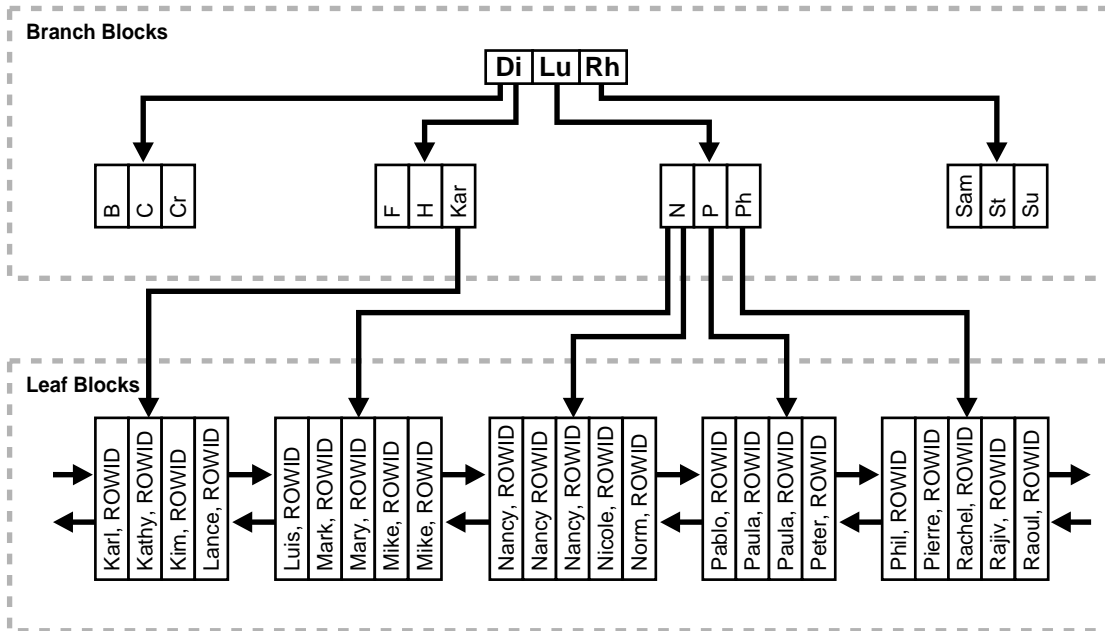 Branch Blocks
Di Lu Rh
B
C
Cr
F
H
Kar
N
P
Ph
Sam
St
Su
Leaf Blocks
Karl, ROWID
Kathy, ROWID
Kim, ROWID
Lance, ROWID
Luis, ROWID
Mark, ROWID
Mary, ROWID
Mike, ROWID
Mike, ROWID
Nancy, ROWID
Nancy ROWID
Nancy, ROWID
Nicole, ROWID
Norm, ROWID
Pablo, ROWID
Paula, ROWID
Paula, ROWID
Peter, ROWID
Phil, ROWID
Pierre, ROWID
Rachel, ROWID
Rajiv, ROWID
Raoul, ROWID